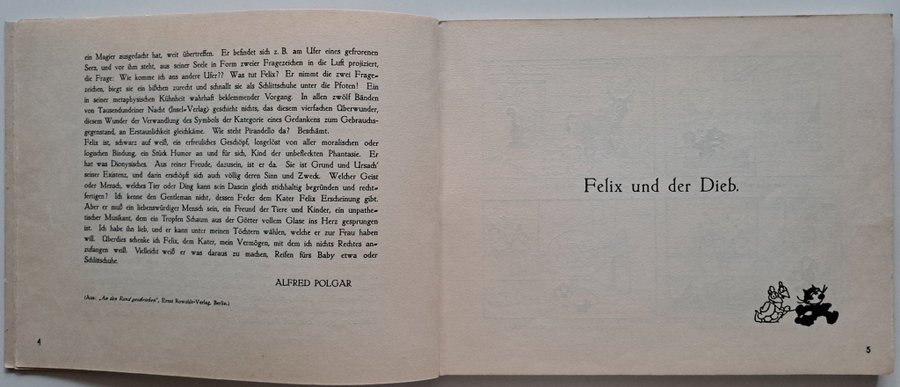 ein Magier ausgedacht hat, weit übertreffen. Er befindet sich z. B. am Ufer eines gefrorenen
Sees, und vor ihm steht, aus seiner Seele in Form zweier Fragezeichen in die Luft projiziert,
die Frage: Wie komme ich ans andere Ufer?? Was tut Felix? Er nimmt die zwei Frage-
zeichen, biegt sie ein bißchen zurecht und schnallt sie als Schlittschuhe unter die Pfoten! Ein
in seiner metaphysischen Kühnheit wahrhaft beklemmender Vorgang. In allen zwölf Bänden
von Tausendundeiner Nacht (Insel-Verlag) geschieht nichts, das diesem vierfachen Überwunder,
diesem Wunder der Verwandlung des Symbols der Kategorie eines Gedankens zum Gebrauchs-
gegenstand, an Erstaunlichkeit gleichkäme. Wie steht Pirandello da? Beschämt.
Felix ist, schwarz auf weiß, ein erfreuliches Geschöpf, losgelöst von aller moralischen oder
logischen Bindung, ein Stück Humor an und für sich, Kind der unbefleckten Phantasie. Er
hat was Dionysisches. Aus reiner Freude, dazusein, ist er da. Sie ist Grund und Ursach'
seiner Existenz, und darin erschöpft sich auch völlig deren Sinn und Zweck. Welcher Geist
oder Mensch, welches Tier oder Ding kann sein Dasein gleich stichhaltig begründen und recht-
fertigen? Ich kenne den Gentleman nicht, dessen Feder dem Kater Felix Erscheinung gibt.
Aber er muß ein liebenswürdiger Mensch sein, ein Freund der Tiere und Kinder, ein unpathe-
tischer Musikant, dem ein Tropfen Schaum aus der Götter vollem Glase ins Herz gesprungen
ist. Ich habe ihn lieb, und er kann unter meinen Töchtern wählen, welche er zur Frau haben
will. Überdies schenke ich Felix, dem Kater, mein Vermögen, mit dem ich nichts Rechtes an-
zufangen weiß. Vielleicht weiß er was daraus zu machen, Reifen fürs Baby etwa oder
Schlittschuhe.
ALFRED POLGAR
(Aus: „An den Rand geschrieben", Ernst Rowohlt-Verlag, Berlin.)
4
Felix und der Dieb.
5